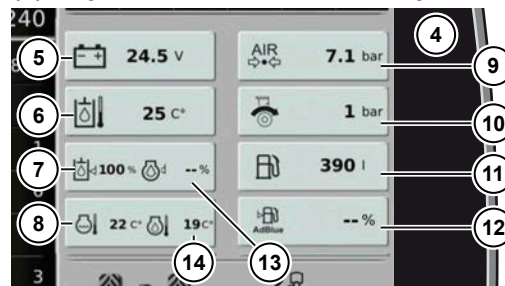 240
4
5 24.5 V AIR 7.1 bar 9
6 25 C° 1 bar 10
7 100 % --% 390 l 11
8 22 C° 19C° AdBlue --% 12
14 13
3